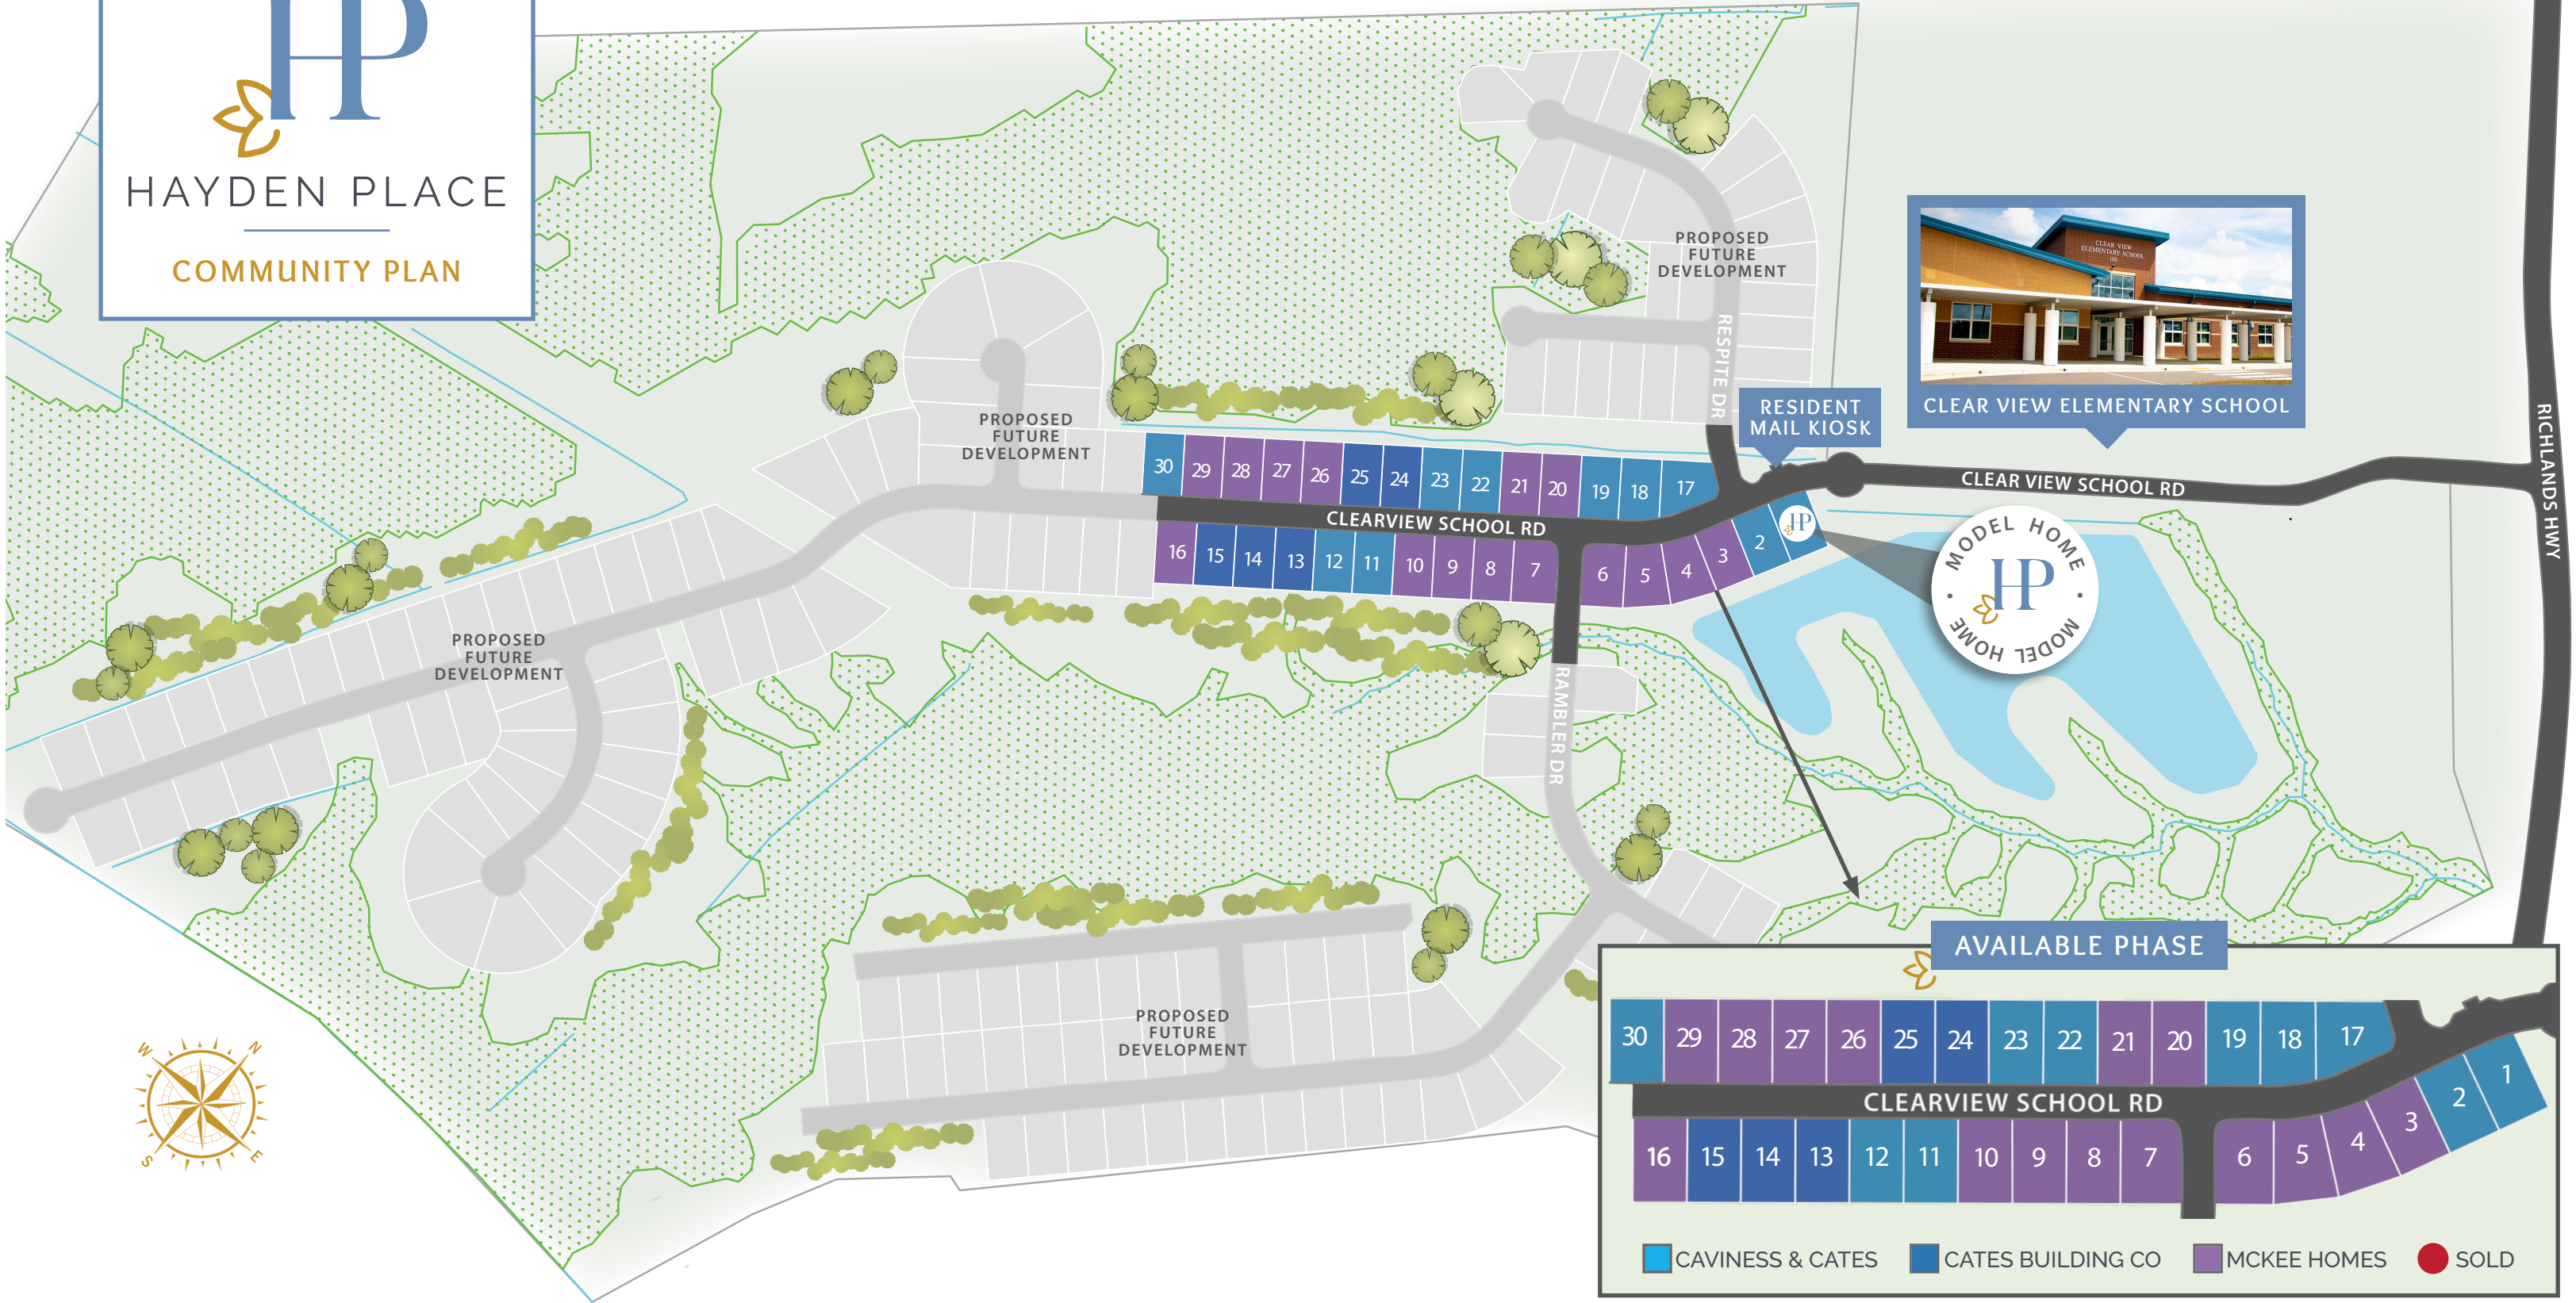 HP
HAYDEN PLACE
COMMUNITY PLAN
PROPOSED
FUTURE
DEVELOPMENT
RESPITE DR
CLEAR VIEW
ELEMENTARY SCHOOL
CLEAR VIEW ELEMENTARY SCHOOL
RESIDENT
MAIL KIOSK
RICHLANDS HWY
PROPOSED
FUTURE
DEVELOPMENT
30 29 28 27 26 25 24 23 22 21 20 19 18 17
CLEAR VIEW SCHOOL RD
CLEARVIEW SCHOOL RD
16 15 14 13 12 11 10 9 8 7 6 5 4 3 2 HP
MODEL HOME
HP
MODEL HOME
PROPOSED
FUTURE
DEVELOPMENT
RAMBLER DR
PROPOSED
FUTURE
DEVELOPMENT
W N
S E
AVAILABLE PHASE
30 29 28 27 26 25 24 23 22 21 20 19 18 17
CLEARVIEW SCHOOL RD
16 15 14 13 12 11 10 9 8 7 6 5 4 3 2 1
CAVINESS & CATES CATES BUILDING CO MCKEE HOMES SOLD